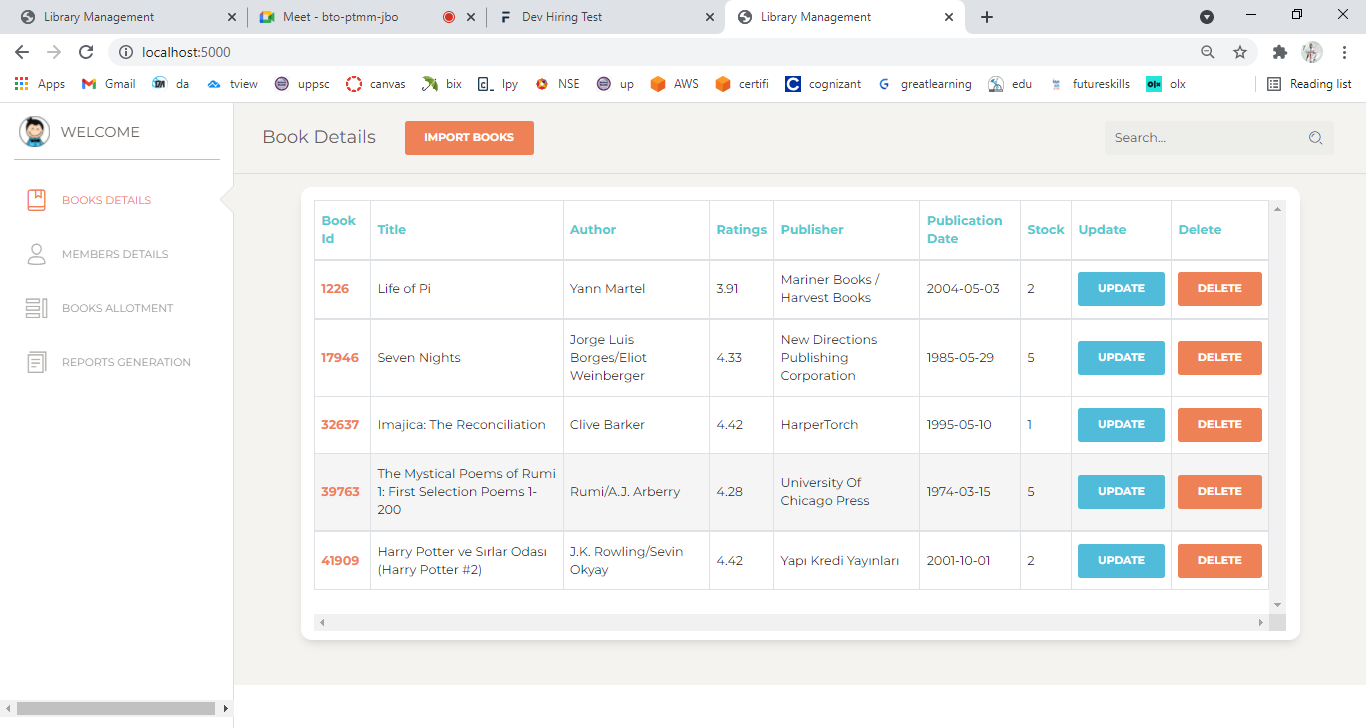 Library Management
Meet - bto-ptmm-jbo
Dev Hiring Test
Library Management
localhost:5000
Apps
Gmail
da
tview
uppsc
canvas
bix
lpy
NSE
up
AWS
certifi
cognizant
greatlearning
edu
futureskills
olx
Reading list
WELCOME
BOOKS DETAILS
MEMBERS DETAILS
BOOKS ALLOTMENT
REPORTS GENERATION
Book Details
IMPORT BOOKS
Search...
Book
Id
Title
Author
Ratings
Publisher
Publication
Date
Stock
Update
Delete
1226
Life of Pi
Yann Martel
3.91
Mariner Books /
Harvest Books
2004-05-03
2
UPDATE
DELETE
17946
Seven Nights
Jorge Luis
Borges/Eliot
Weinberger
4.33
New Directions
Publishing
Corporation
1985-05-29
5
UPDATE
DELETE
32637
Imajica: The Reconciliation
Clive Barker
4.42
HarperTorch
1995-05-10
1
UPDATE
DELETE
39763
The Mystical Poems of Rumi
1: First Selection Poems 1-
200
Rumi/A.J. Arberry
4.28
University Of
Chicago Press
1974-03-15
5
UPDATE
DELETE
41909
Harry Potter ve Sırlar Odası
(Harry Potter #2)
J.K. Rowling/Sevin
Okyay
4.42
Yapı Kredi Yayınları
2001-10-01
2
UPDATE
DELETE